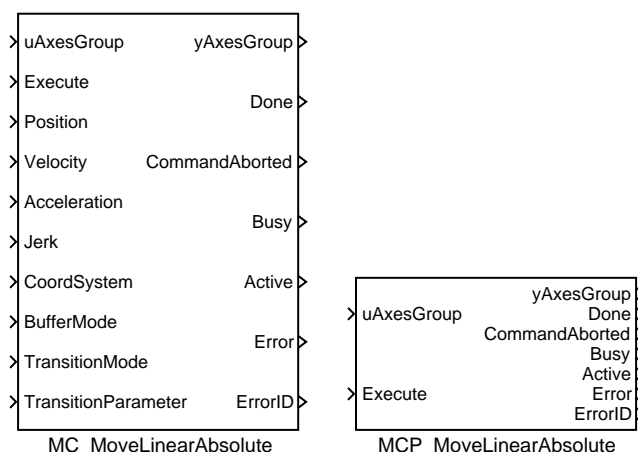 uAxesGroup yAxesGroup
Execute
Done
Position
Velocity CommandAborted
Acceleration
Busy
Jerk
CoordSystem Active
BufferMode
Error
TransitionMode
TransitionParameter ErrorID
MC_MoveLinearAbsolute
yAxesGroup
uAxesGroup Done
CommandAborted
Busy
Active
Execute Error
ErrorID
MCP_MoveLinearAbsolute